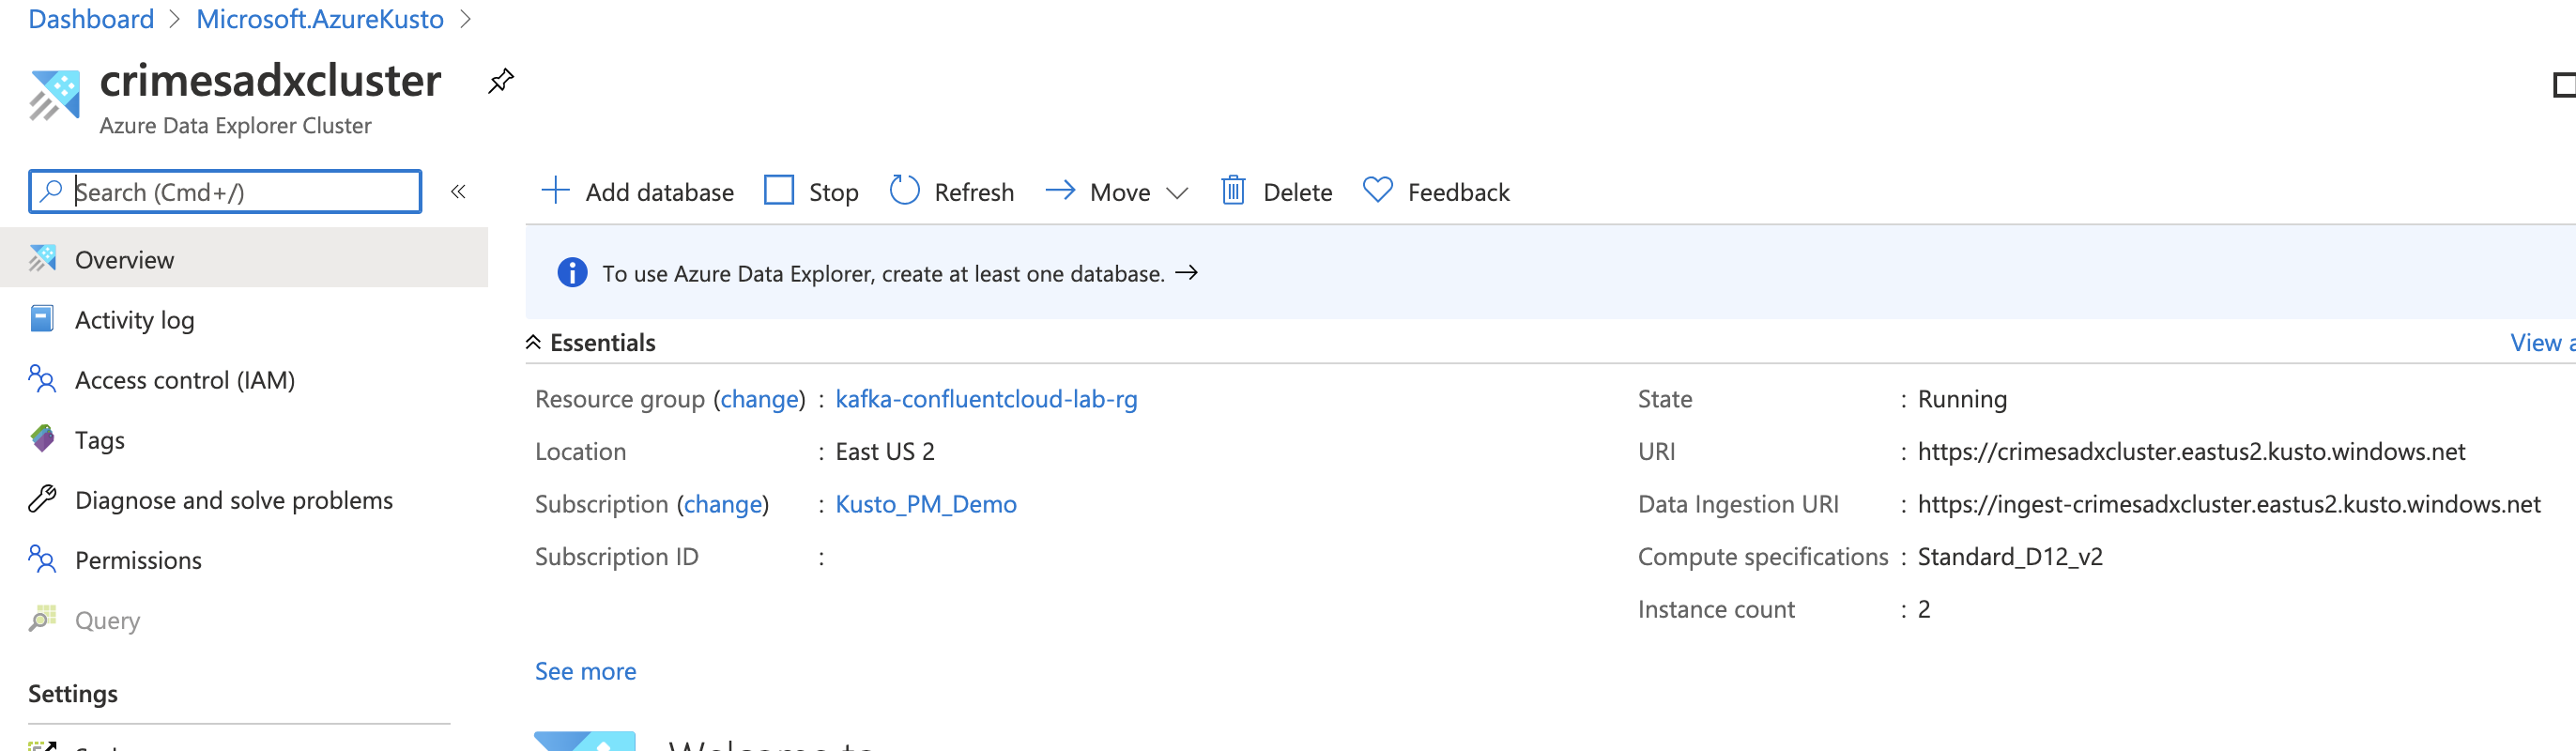 Dashboard > Microsoft.AzureKusto >
crimesadxcluster
Azure Data Explorer Cluster
Search (Cmd+/)
«
Add database Stop Refresh Move Delete Feedback
Overview
Activity log
Access control (IAM)
Tags
Diagnose and solve problems
Permissions
Query
Settings
To use Azure Data Explorer, create at least one database. →
Essentials
View
Resource group (change) : kafka-confluentcloud-lab-rg
Location : East US 2
Subscription (change) : Kusto_PM_Demo
Subscription ID :
State : Running
URI : https://crimesadxcluster.eastus2.kusto.windows.net
Data Ingestion URI : https://ingest-crimesadxcluster.eastus2.kusto.windows.net
Compute specifications : Standard_D12_v2
Instance count : 2
See more
Welcome to